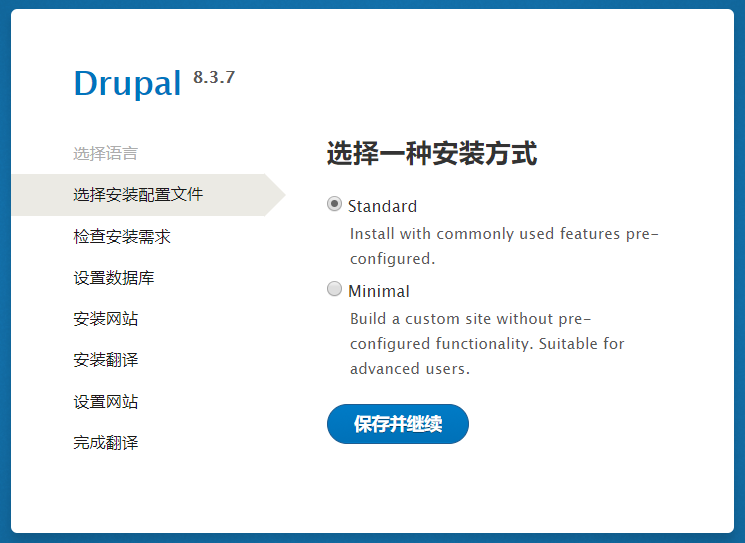 Drupal 8.3.7
选择语言
选择安装配置文件
检查安装需求
设置数据库
安装网站
安装翻译
设置网站
完成翻译
选择一种安装方式
Standard
Install with commonly used features pre-
configured.
Minimal
Build a custom site without pre-
configured functionality. Suitable for
advanced users.
保存并继续